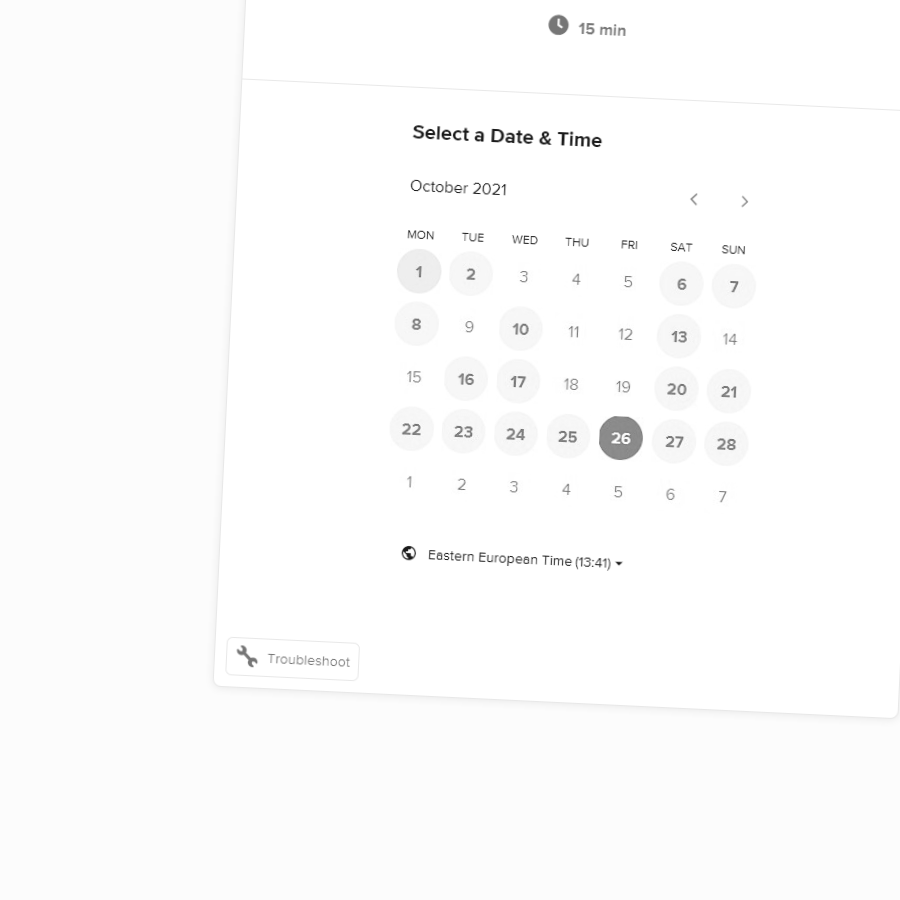 15 min
Select a Date & Time
October 2021
MON TUE WED THU FRI SAT SUN
1 2 3 4 5 6 7
8 9 10 11 12 13 14
15 16 17 18 19 20 21
22 23 24 25 26 27 28
1 2 3 4 5 6 7
Eastern European Time (13:41)
Troubleshoot